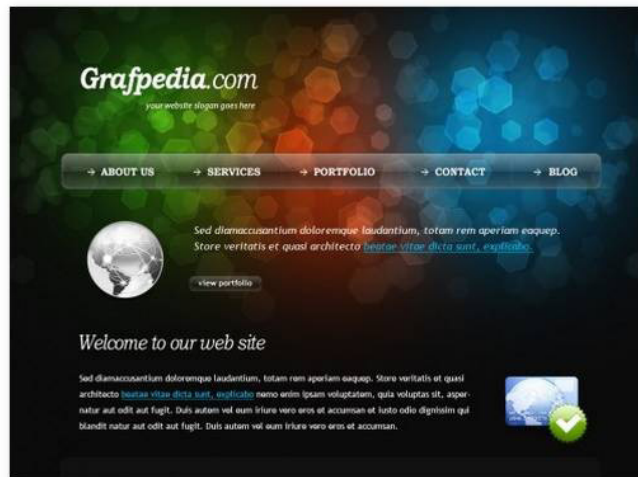 Grafpedia.com
your website slogan goes here
→ ABOUT US → SERVICES → PORTFOLIO → CONTACT → BLOG
Sed diamaccusantium doloremque laudantium, totam rem aperiam eaquep.
Store veritatis et quasi architecto beatae vitae dicta sunt, explicabo.
view portfolio
Welcome to our web site
Sed diamaccusantium doloremque laudantium, totam rem aperiam eaquep. Store veritatis et quasi
architecto beatae vitae dicta sunt, explicabo nemo enim ipsam voluptatem, quia voluptas sit, asper-
natur aut odit aut fugit. Duis autem vel eum iriure vero eros et accumsan et iusto odio dignissim qui
blandit natur aut odit aut fugit. Duis autem vel eum iriure vero eros et accumsan.